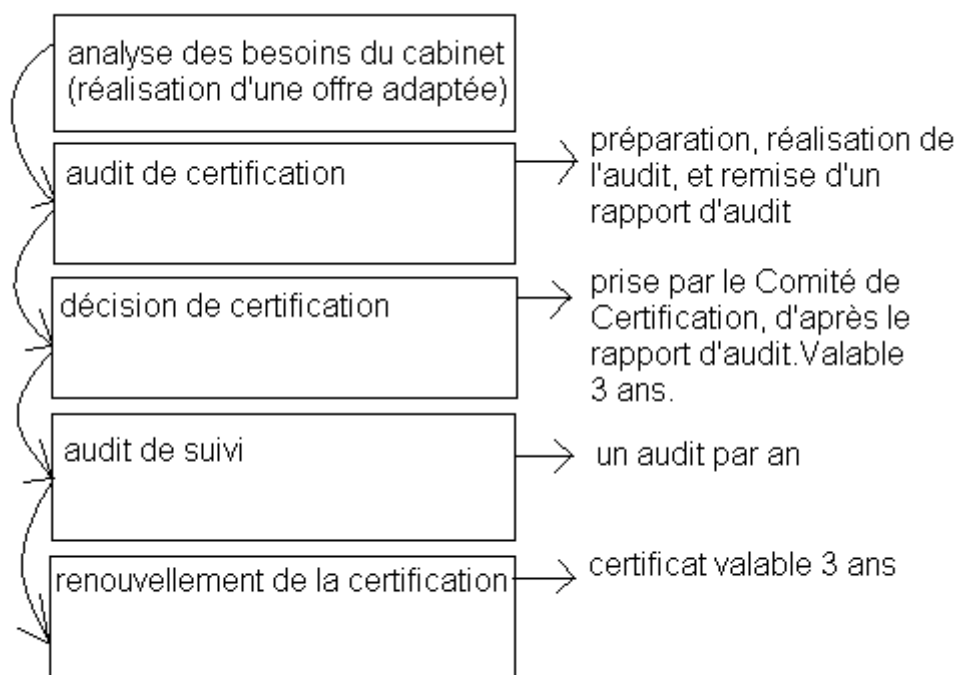 analyse des besoins du cabinet
(réalisation d'une offre adaptée)
audit de certification
préparation, réalisation de
l'audit, et remise d'un
rapport d'audit
décision de certification
prise par le Comité de
Certification, d'après le
rapport d'audit.Valable
3 ans.
audit de suivi
un audit par an
renouvellement de la certification
certificat valable 3 ans